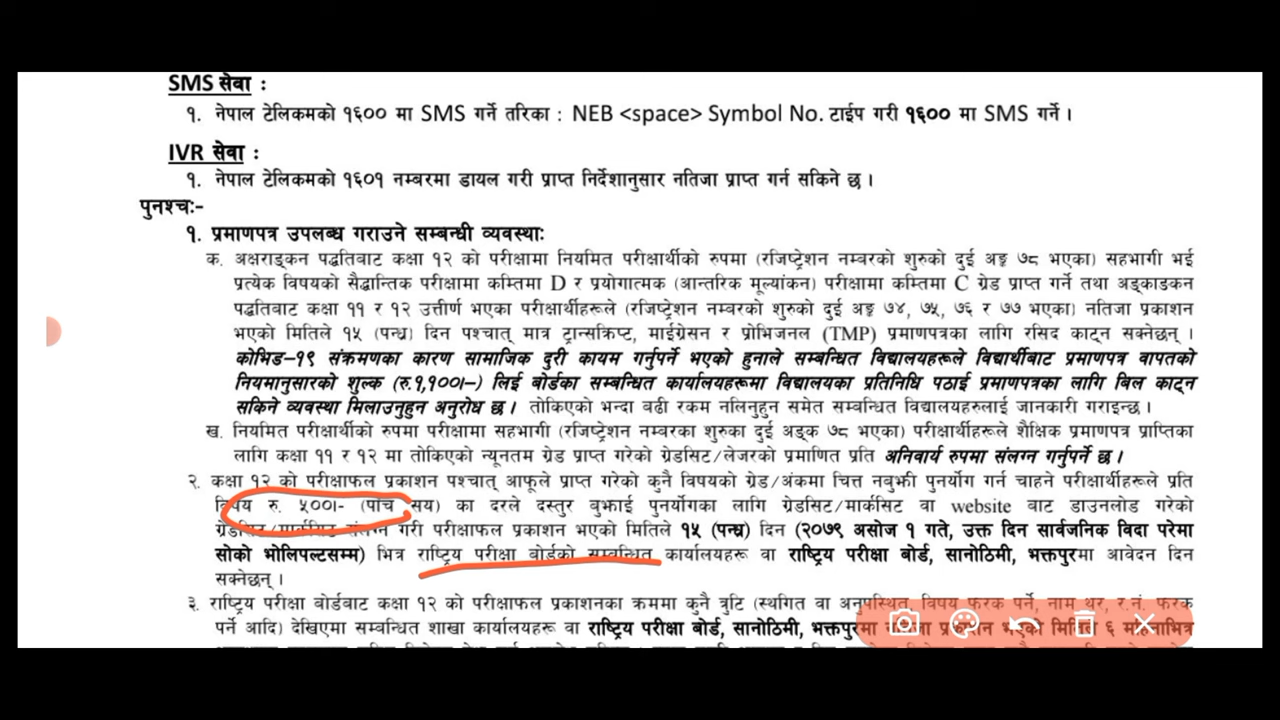 SMS सेवा :
१. नेपाल टेलिकमको १६०० मा SMS गर्ने तरिका : NEB <space> Symbol No. टाईप गरी १६०० मा SMS गर्ने ।
IVR सेवा :
१. नेपाल टेलिकमको १६०१ नम्बरमा डायल गरी प्राप्त निर्देशानुसार नतिजा प्राप्त गर्न सकिने छ ।
पुनश्चः-
१. प्रमाणपत्र उपलब्ध गराउने सम्बन्धी व्यवस्थाः
क. अक्षराङ्कन पद्धतिबाट कक्षा १२ को परीक्षामा नियमित परीक्षार्थीको रुपमा (रजिष्ट्रेशन नम्बरको शुरुको दुई अङ्क ७८ भएका) सहभागी भई
प्रत्येक विषयको सैद्धान्तिक परीक्षामा कम्तिमा D र प्रयोगात्मक (आन्तरिक मूल्यांकन) परीक्षामा कम्तिमा C ग्रेड प्राप्त गर्ने तथा अङ्काङकन
पद्धतिबाट कक्षा ११ र १२ उत्तीर्ण भएका परीक्षार्थीहरूले (रजिष्ट्रेशन नम्बरको शुरुको दुई अङ्क ७४, ७५, ७६ र ७७ भएका) नतिजा प्रकाशन
भएको मितिले १५ (पन्ध्र) दिन पश्चात् मात्र ट्रान्सक्रिप्ट, माईग्रेसन र प्रोभिजनल (TMP) प्रमाणपत्रका लागि रसिद काट्न सक्नेछन् ।
कोभिड-१९ संक्रमणका कारण सामाजिक दुरी कायम गर्नुपर्ने भएको हुनाले सम्बन्धित विद्यालयहरूले विद्यार्थीबाट प्रमाणपत्र वापतको
नियमानुसारको शुल्क (रु.१,१००।-) लिई बोर्डका सम्बन्धित कार्यालयहरूमा विद्यालयका प्रतिनिधि पठाई प्रमाणपत्रका लागि बिल काट्न
सकिने व्यवस्था मिलाउनुहुन अनुरोध छ । तोकिएको भन्दा बढी रकम नलिनुहुन समेत सम्बन्धित विद्यालयहरुलाई जानकारी गराइन्छ ।
ख. नियमित परीक्षार्थीको रुपमा परीक्षामा सहभागी (रजिष्ट्रेशन नम्बरका शुरुका दुई अङ्क ७८ भएका) परीक्षार्थीहरूले शैक्षिक प्रमाणपत्र प्राप्तिका
लागि कक्षा ११ र १२ मा तोकिएको न्यूनतम ग्रेड प्राप्त गरेको ग्रेडसिट/लेजरको प्रमाणित प्रति अनिवार्य रुपमा संलग्न गर्नुपर्ने छ ।
२. कक्षा १२ को परीक्षाफल प्रकाशन पश्चात् आफूले प्राप्त गरेको कुनै विषयको ग्रेड/अंकमा चित्त नबुझी पुनर्योग गर्न चाहने परीक्षार्थीहरूले प्रति
विषय रु. ५००।- (पाँच सय) का दरले दस्तुर बुझाई पुनर्योगका लागि ग्रेडसिट/मार्कसिट वा website बाट डाउनलोड गरेको
ग्रेडसिट/मार्कसिट संलग्न गरी परीक्षाफल प्रकाशन भएको मितिले १५ (पन्ध्र) दिन (२०७९ असोज १ गते, उक्त दिन सार्वजनिक बिदा परेमा
सोको भोलिपल्टसम्म) भित्र राष्ट्रिय परीक्षा बोर्डको सम्बन्धित कार्यालयहरू वा राष्ट्रिय परीक्षा बोर्ड, सानोठिमी, भक्तपुरमा आवेदन दिन
सक्नेछन् ।
३. राष्ट्रिय परीक्षा बोर्डबाट कक्षा १२ को परीक्षाफल प्रकाशनका क्रममा कुनै त्रुटि (स्थगित वा अनुपस्थित, विषय फरक पर्ने, नाम थर, र.नं. फरक
पर्ने आदि) देखिएमा सम्बन्धित शाखा कार्यालयहरू वा राष्ट्रिय परीक्षा बोर्ड, सानोठिमी, भक्तपुरमा नतिजा प्रकाशन भएको मितिले ६ महिनाभित्र